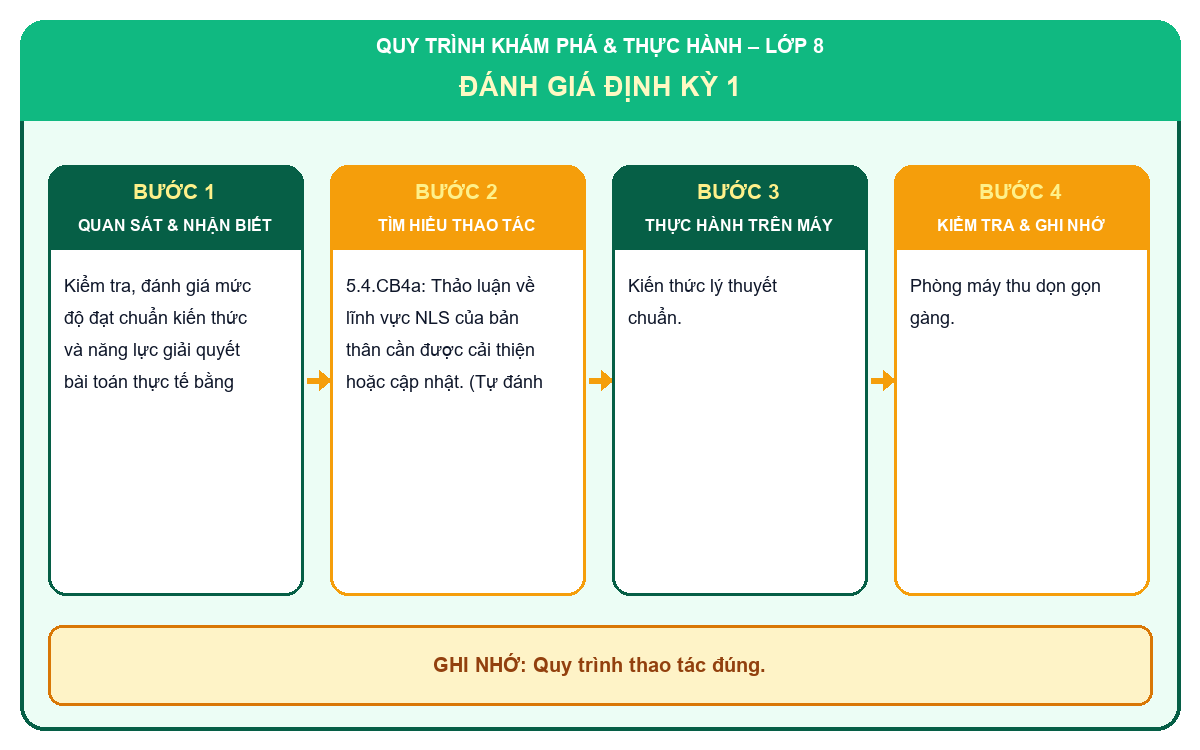 QUY TRÌNH KHÁM PHÁ & THỰC HÀNH – LỚP 8
ĐÁNH GIÁ ĐỊNH KỲ 1
BƯỚC 1
QUAN SÁT & NHẬN BIẾT
Kiểm tra, đánh giá mức
độ đạt chuẩn kiến thức
và năng lực giải quyết
bài toán thực tế bằng
BƯỚC 2
TÌM HIỂU THAO TÁC
5.4.CB4a: Thảo luận về
lĩnh vực NLS của bản
thân cần được cải thiện
hoặc cập nhật. (Tự đánh
BƯỚC 3
THỰC HÀNH TRÊN MÁY
Kiến thức lý thuyết
chuẩn.
BƯỚC 4
KIỂM TRA & GHI NHỚ
Phòng máy thu dọn gọn
gàng.
GHI NHỚ: Quy trình thao tác đúng.